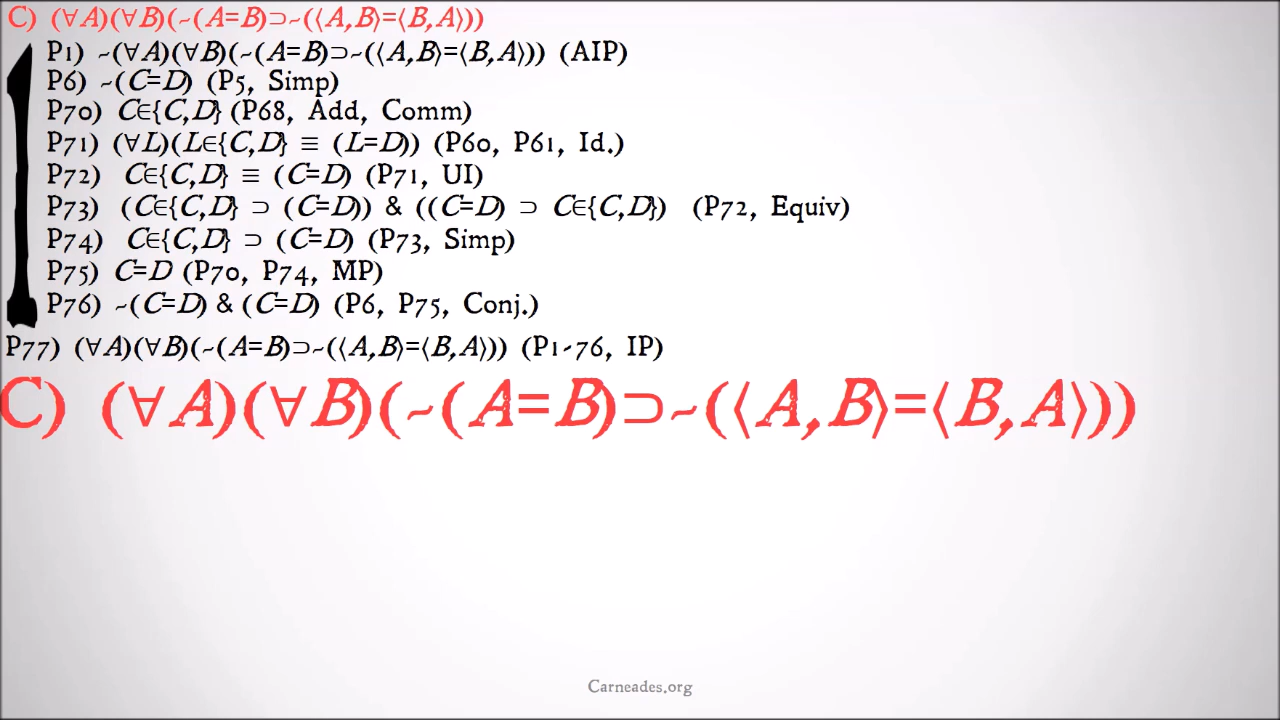 C) (∀A)(∀B)(~(A=B)⊃~(⟨A,B⟩=⟨B,A⟩))
P1) ~(∀A)(∀B)(~(A=B)⊃~(⟨A,B⟩=⟨B,A⟩)) (AIP)
P6) ~(C=D) (P5, Simp)
P70) C∈{C,D} (P68, Add, Comm)
P71) (∀L)(L∈{C,D} ≡ (L=D)) (P60, P61, Id.)
P72) C∈{C,D} ≡ (C=D) (P71, UI)
P73) (C∈{C,D} ⊃ (C=D)) & ((C=D) ⊃ C∈{C,D}) (P72, Equiv)
P74) C∈{C,D} ⊃ (C=D) (P73, Simp)
P75) C=D (P70, P74, MP)
P76) ~(C=D) & (C=D) (P6, P75, Conj.)
P77) (∀A)(∀B)(~(A=B)⊃~(⟨A,B⟩=⟨B,A⟩)) (P1-76, IP)
C) (∀A)(∀B)(~(A=B)⊃~(⟨A,B⟩=⟨B,A⟩))
Carneades.org